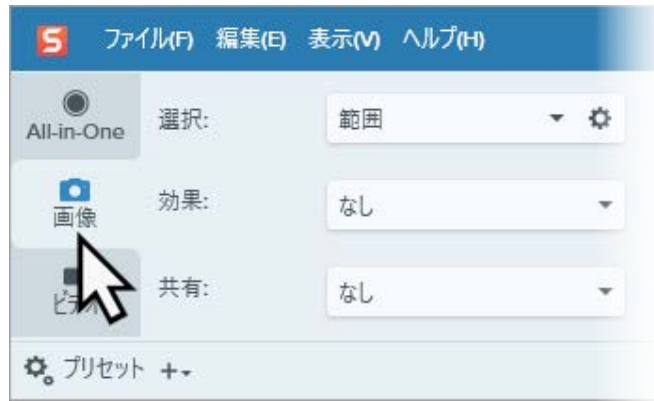 S ファイル(F) 編集(E) 表示(V) ヘルプ(H)
All-in-One 選択: 範囲
画像 効果: なし
共有: なし
プリセット